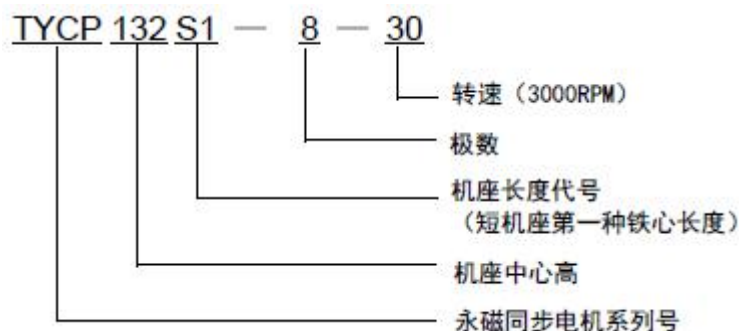 TYCP 132 S1 — 8 — 30
转速（3000RPM）
极数
机座长度代号
（短机座第一种铁心长度）
机座中心高
永磁同步电机系列号